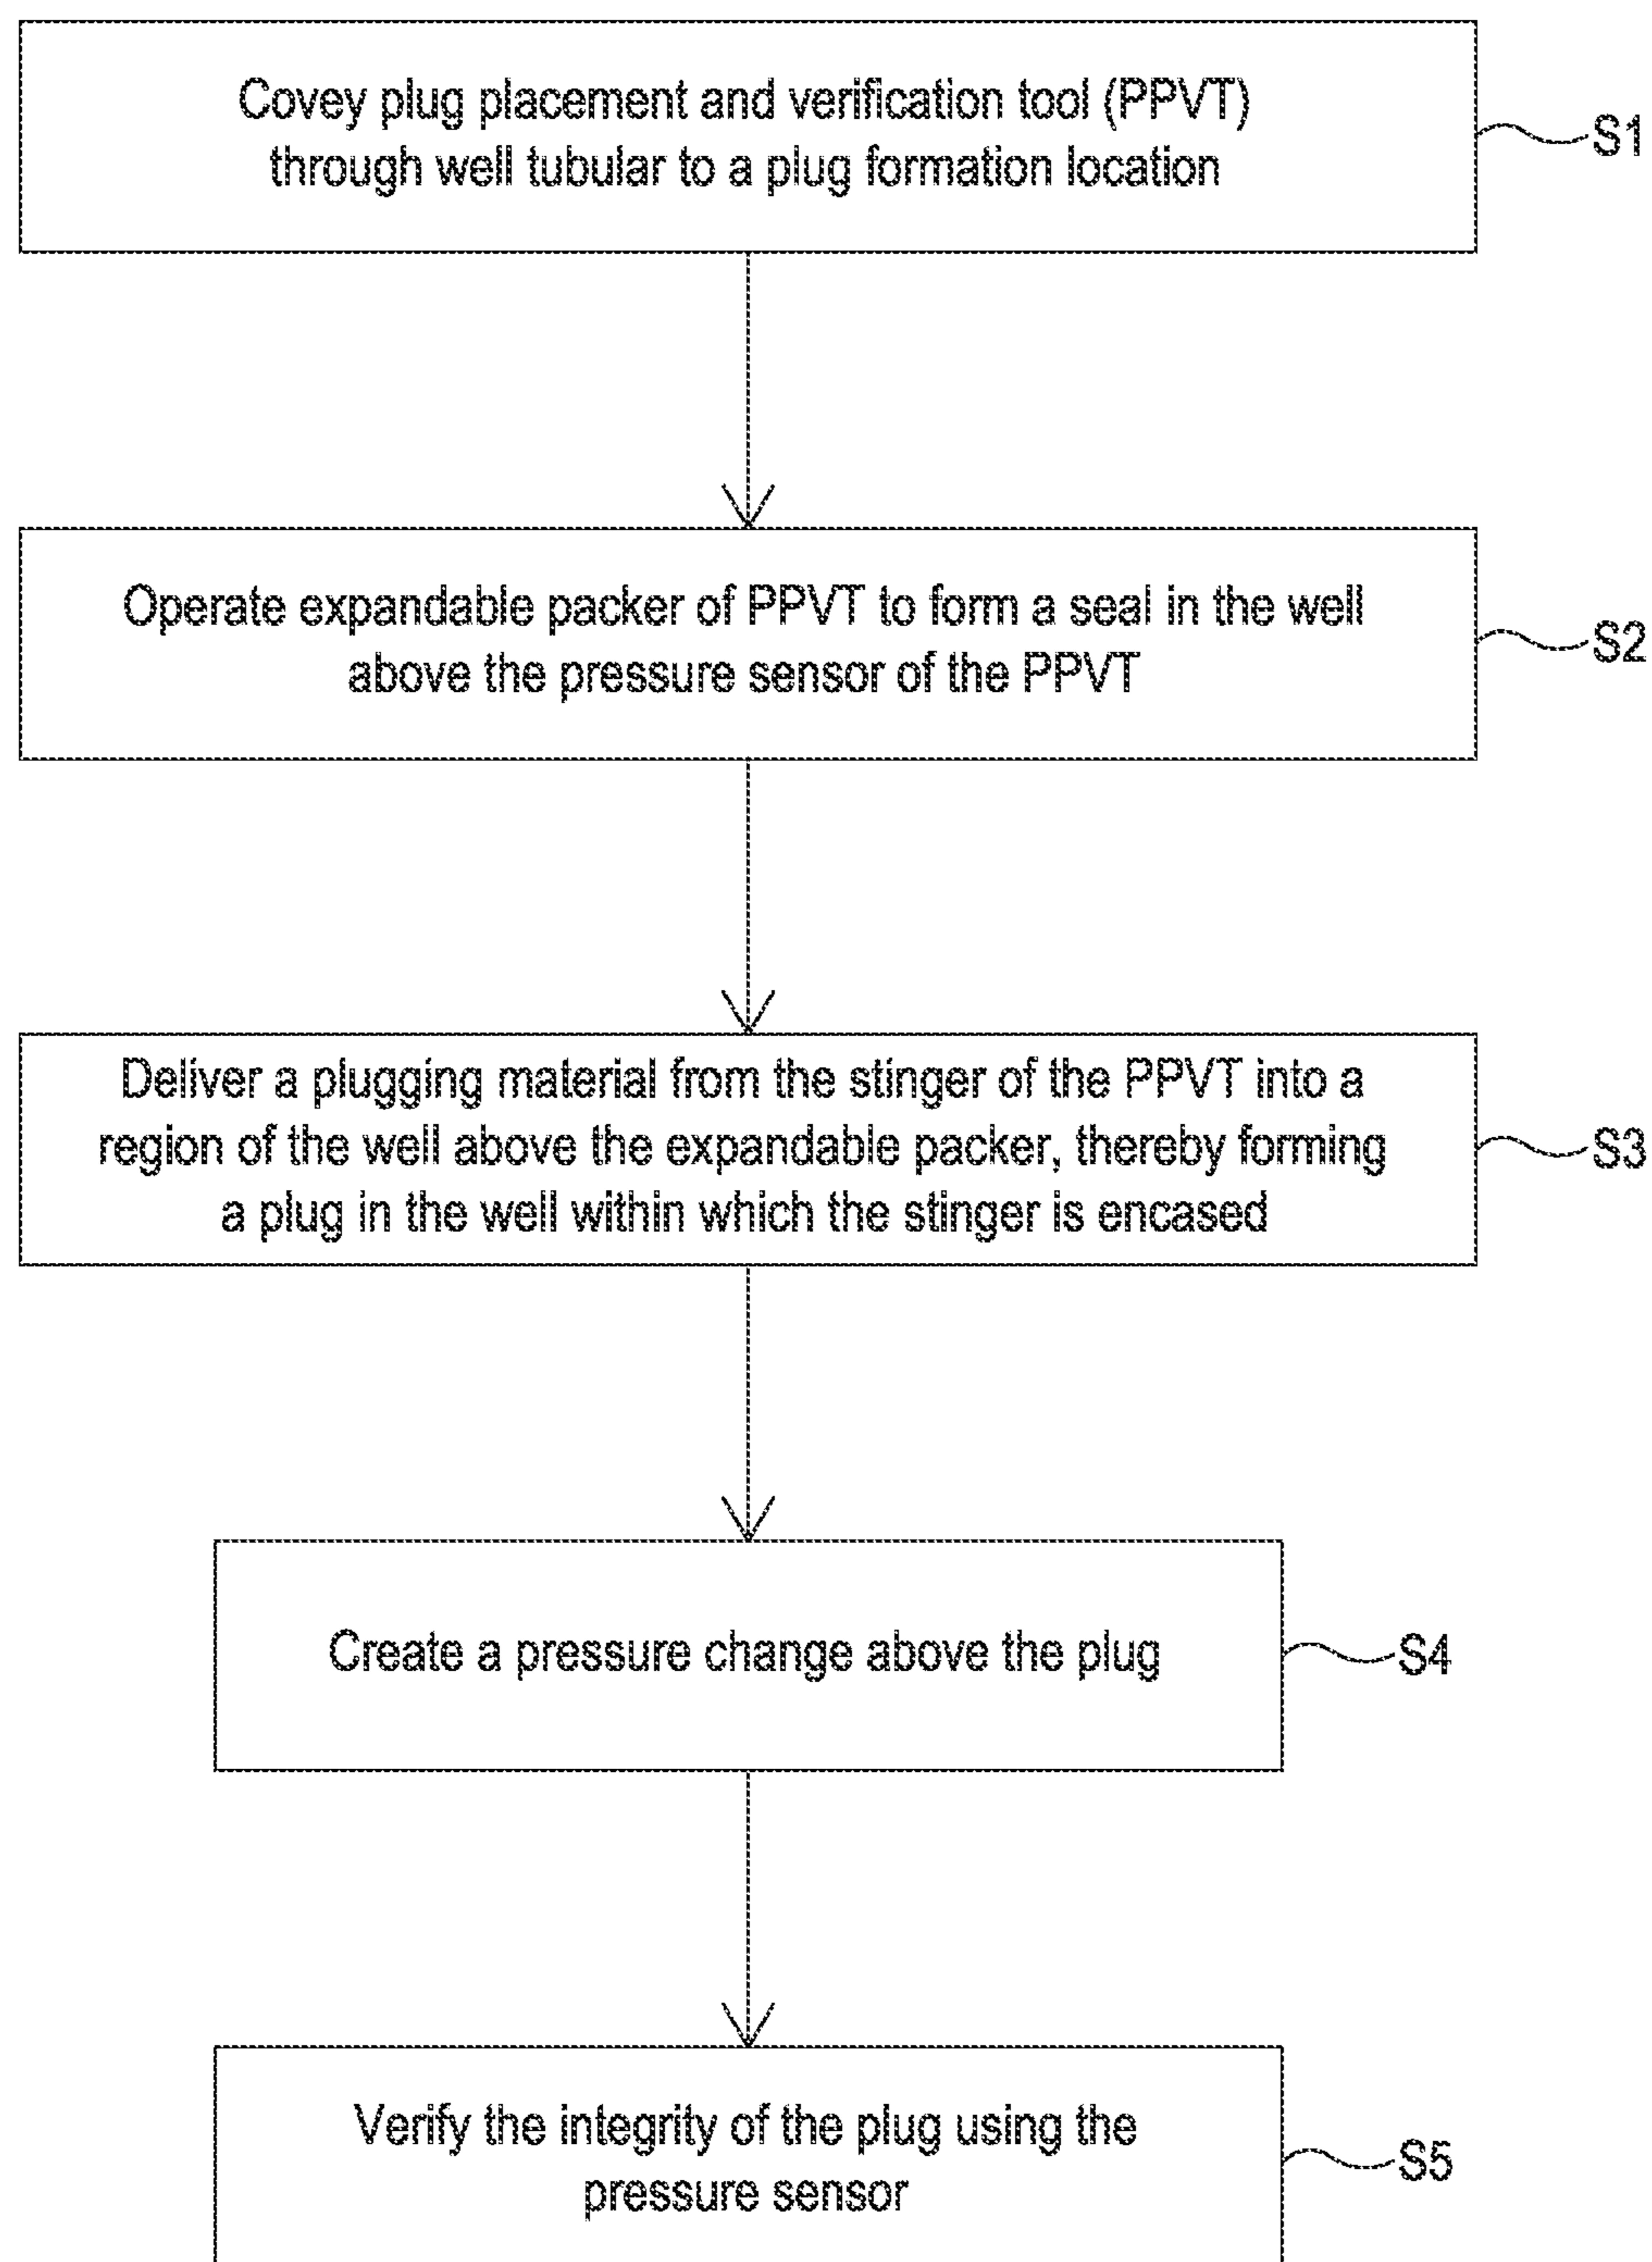 Covey plug placement and verification tool (PPVT)
through well tubular to a plug formation location
S1
Operate expandable packer of PPVT to form a seal in the well
above the pressure sensor of the PPVT
S2
Deliver a plugging material from the stinger of the PPVT into a
region of the well above the expandable packer, thereby forming
a plug in the well within which the stinger is encased
S3
Create a pressure change above the plug
S4
Verify the integrity of the plug using the
pressure sensor
S5